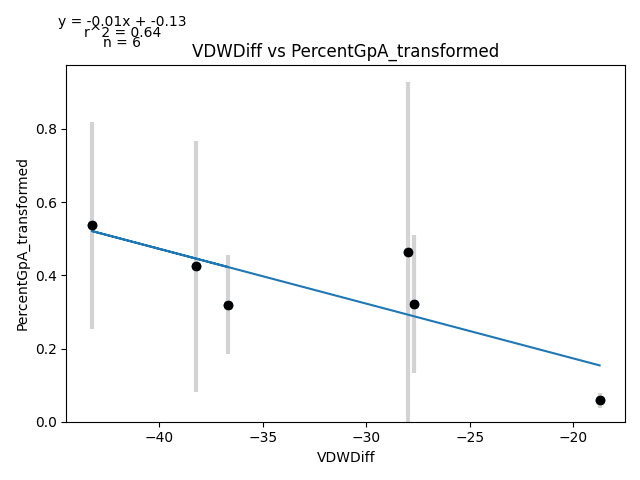 y = -0.01x + -0.13
r^2 = 0.64
n = 6
VDWDiff vs PercentGpA_transformed
PercentGpA_transformed
0.8
0.6
0.4
0.2
0.0
−40
−35
−30
−25
−20
VDWDiff